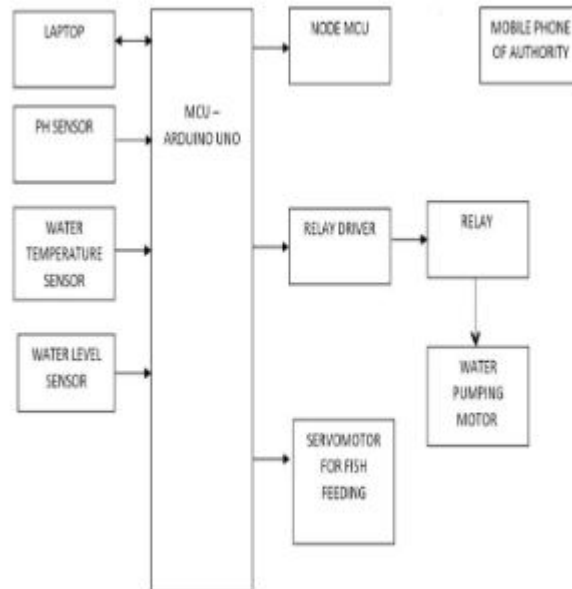 LAPTOP
PH SENSOR
WATER
TEMPERATURE
SENSOR
WATER LEVEL
SENSOR
MCU –
ARDUINO UNO
NODE MCU
MOBILE PHONE
OF AUTHORITY
RELAY DRIVER
RELAY
WATER
PUMPING
MOTOR
SERVOMOTOR
FOR FISH
FEEDING